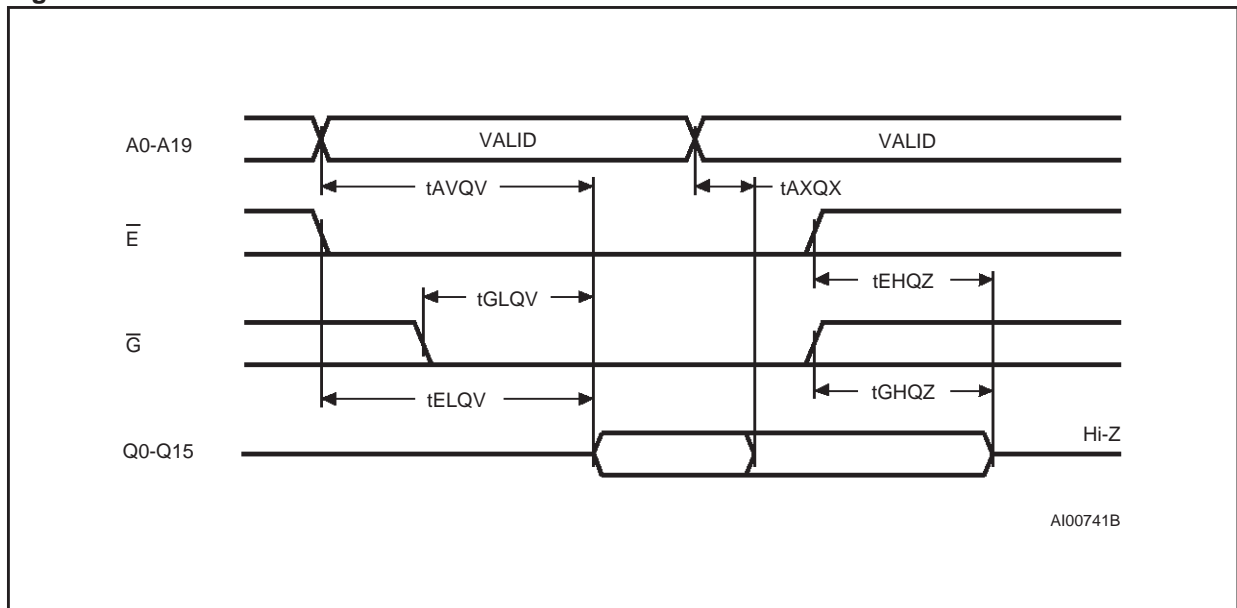 A0-A19
VALID
VALID
tAVQV
tAXQX
E
tEHQZ
tGLQV
G
tGHQZ
tELQV
Hi-Z
Q0-Q15
AI00741B